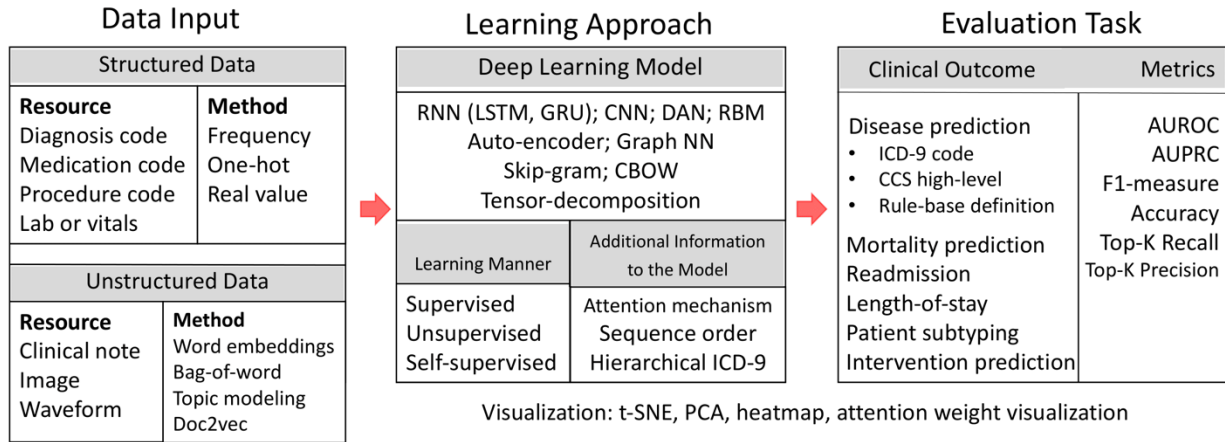 Data Input
Structured Data
Resource
Diagnosis code
Medication code
Procedure code
Lab or vitals
Method
Frequency
One-hot
Real value
Unstructured Data
Resource
Clinical note
Image
Waveform
Method
Word embeddings
Bag-of-word
Topic modeling
Doc2vec
Learning Approach
Deep Learning Model
RNN (LSTM, GRU); CNN; DAN; RBM
Auto-encoder; Graph NN
Skip-gram; CBOW
Tensor-decomposition
Learning Manner
Supervised
Unsupervised
Self-supervised
Additional Information
to the Model
Attention mechanism
Sequence order
Hierarchical ICD-9
Evaluation Task
Clinical Outcome
Disease prediction
• ICD-9 code
• CCS high-level
• Rule-base definition
Mortality prediction
Readmission
Length-of-stay
Patient subtyping
Intervention prediction
Metrics
AUROC
AUPRC
F1-measure
Accuracy
Top-K Recall
Top-K Precision
Visualization: t-SNE, PCA, heatmap, attention weight visualization